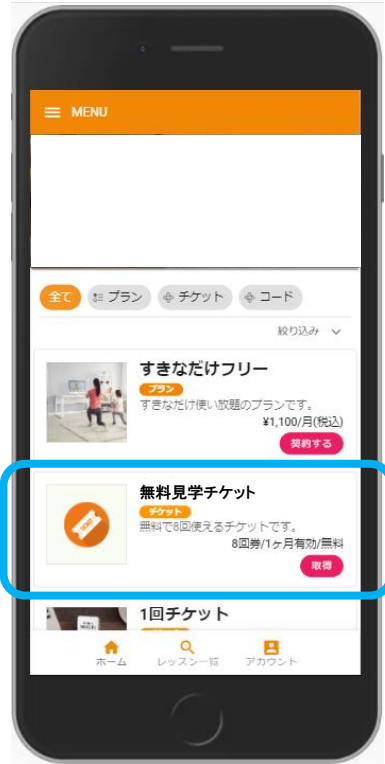 MENU
全て
プラン
チケット
コード
絞り込み
すきなだけフリー
プラン
すきなだけ使い放題のプランです。
¥1,100/月(税込)
契約する
無料見学チケット
チケット
無料で8回使えるチケットです。
8回券/1ヶ月有効/無料
取得
1回チケット
ホーム
レッスン一覧
アカウント